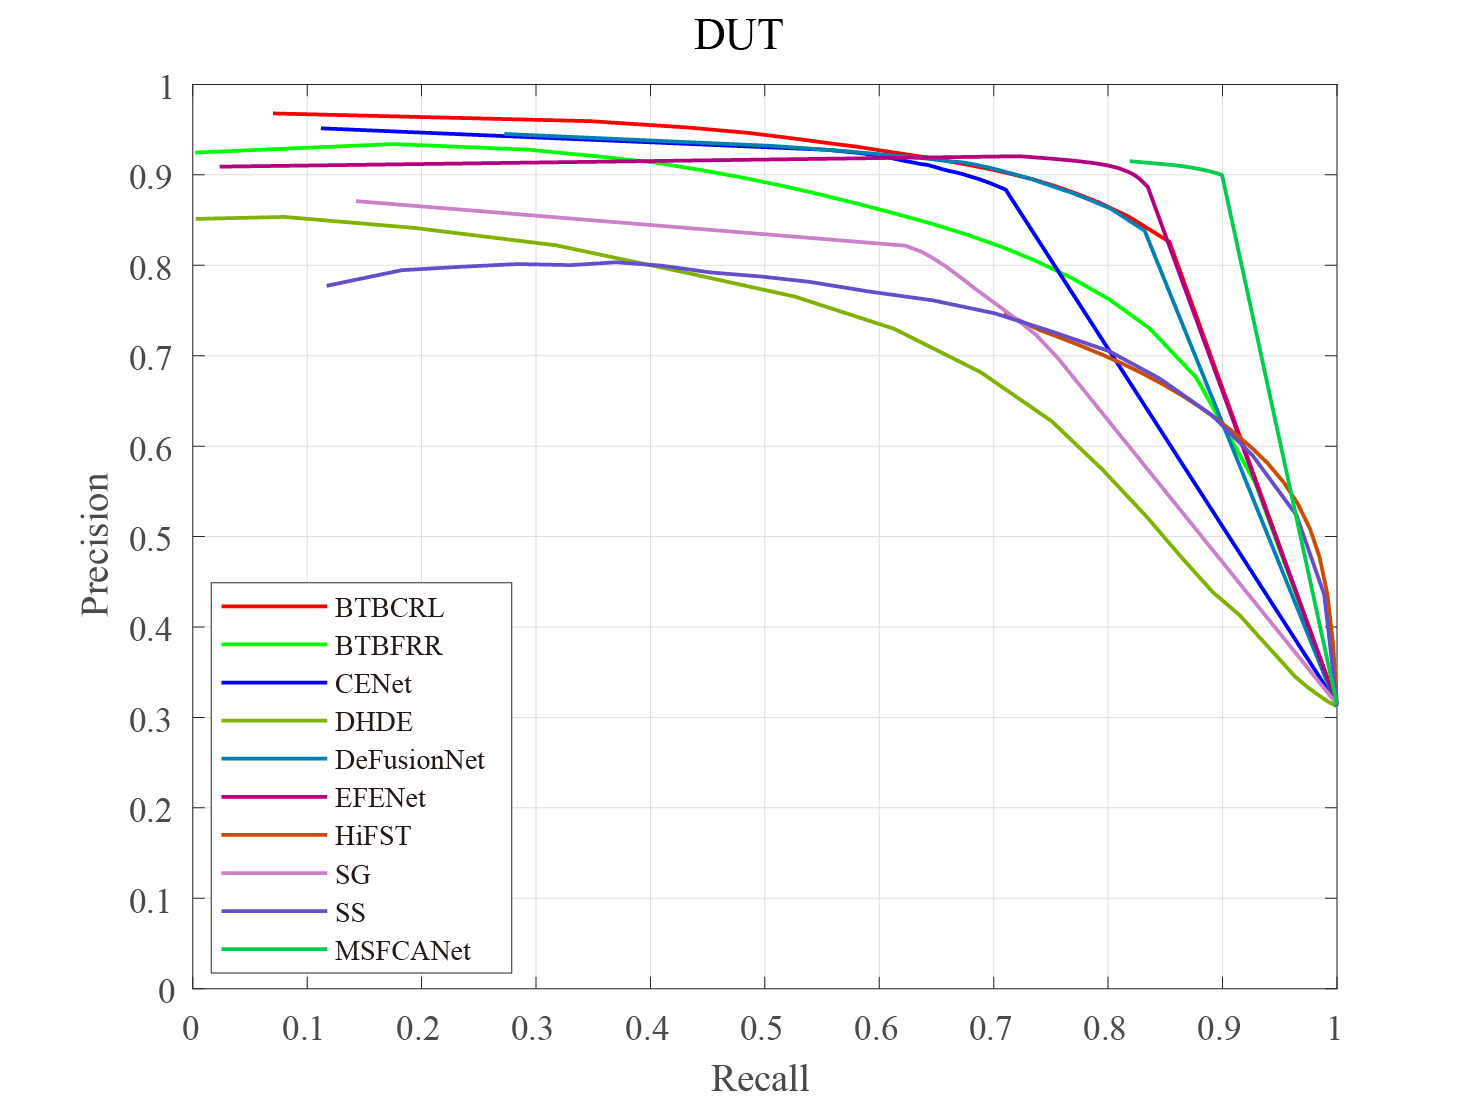 DUT
1
0.9
0.8
0.7
0.6
0.5
0.4
0.3
0.2
0.1
0
Precision
BTBCRL
BTBFRR
CENet
DHDE
DeFusionNet
EFENet
HiFST
SG
SS
MSFCANet
0 0.1 0.2 0.3 0.4 0.5 0.6 0.7 0.8 0.9 1
Recall